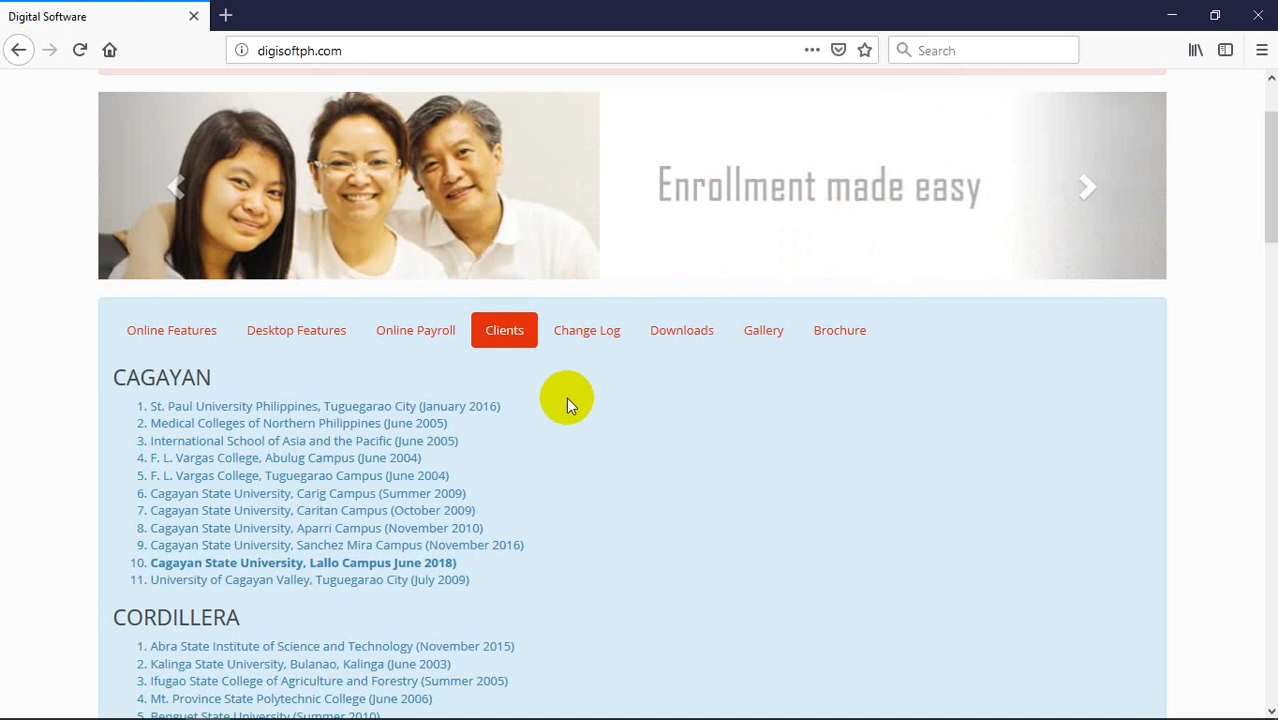 Digital Software
digisoftph.com
Search
Enrollment made easy
Online Features
Desktop Features
Online Payroll
Clients
Change Log
Downloads
Gallery
Brochure
CAGAYAN
1. St. Paul University Philippines, Tuguegarao City (January 2016)
2. Medical Colleges of Northern Philippines (June 2005)
3. International School of Asia and the Pacific (June 2005)
4. F. L. Vargas College, Abulug Campus (June 2004)
5. F. L. Vargas College, Tuguegarao Campus (June 2004)
6. Cagayan State University, Carig Campus (Summer 2009)
7. Cagayan State University, Caritan Campus (October 2009)
8. Cagayan State University, Aparri Campus (November 2010)
9. Cagayan State University, Sanchez Mira Campus (November 2016)
10. Cagayan State University, Lallo Campus June 2018)
11. University of Cagayan Valley, Tuguegarao City (July 2009)
CORDILLERA
1. Abra State Institute of Science and Technology (November 2015)
2. Kalinga State University, Bulanao, Kalinga (June 2003)
3. Ifugao State College of Agriculture and Forestry (Summer 2005)
4. Mt. Province State Polytechnic College (June 2006)
5. Benguet State University (Summer 2010)